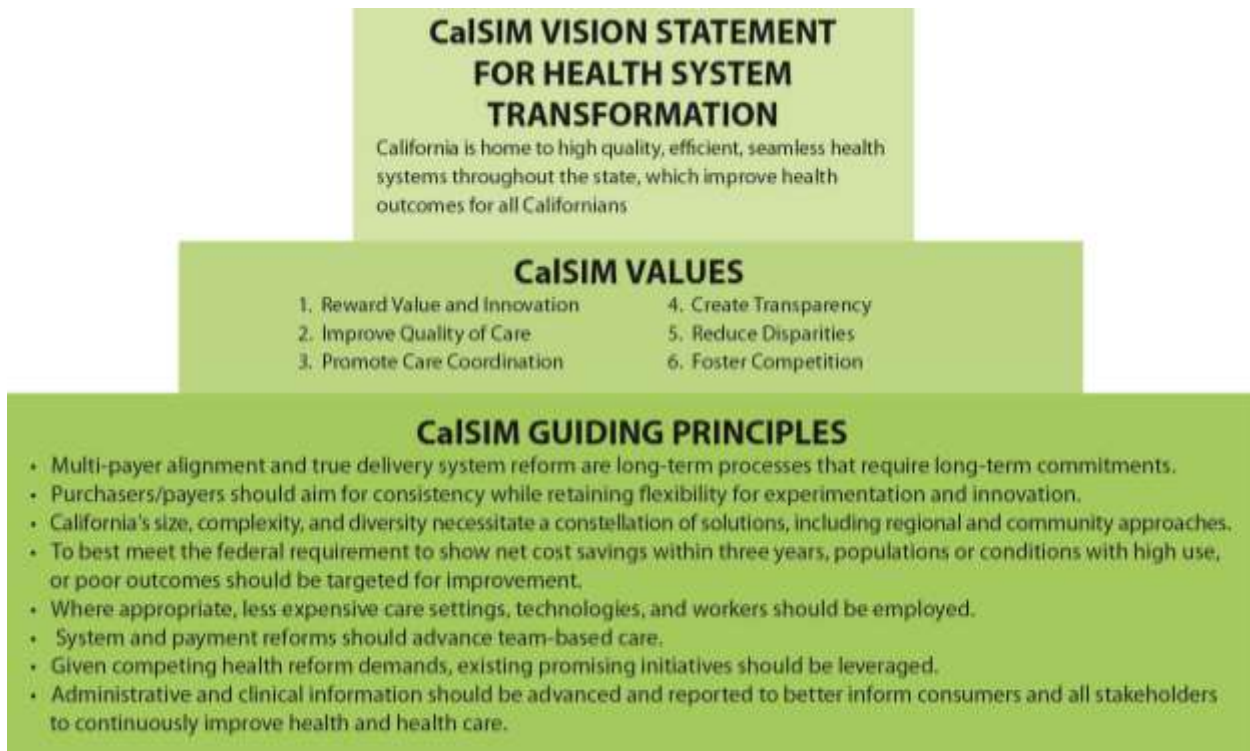 CalSIM VISION STATEMENT
FOR HEALTH SYSTEM
TRANSFORMATION
California is home to high quality, efficient, seamless health
systems throughout the state, which improve health
outcomes for all Californians
CalSIM VALUES
1. Reward Value and Innovation
2. Improve Quality of Care
3. Promote Care Coordination
4. Create Transparency
5. Reduce Disparities
6. Foster Competition
CalSIM GUIDING PRINCIPLES
• Multi-payer alignment and true delivery system reform are long-term processes that require long-term commitments.
• Purchasers/payers should aim for consistency while retaining flexibility for experimentation and innovation.
• California's size, complexity, and diversity necessitate a constellation of solutions, including regional and community approaches.
• To best meet the federal requirement to show net cost savings within three years, populations or conditions with high use,
or poor outcomes should be targeted for improvement.
• Where appropriate, less expensive care settings, technologies, and workers should be employed.
• System and payment reforms should advance team-based care.
• Given competing health reform demands, existing promising initiatives should be leveraged.
• Administrative and clinical information should be advanced and reported to better inform consumers and all stakeholders
to continuously improve health and health care.